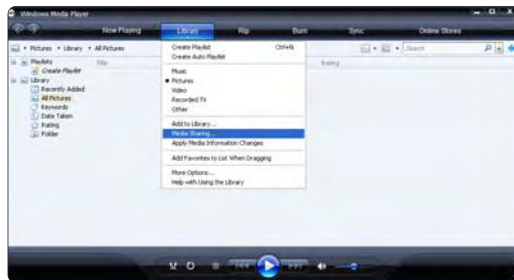 Windows Media Player
Now Playing Library Rip Burn Sync Online Stores
Pictures Library All Pictures Search
Playlists
Create Playlist
Library
Recently Added
All Pictures
Keywords
Date Taken
Rating
Folder
Title Rating
Create Playlist Ctrl+N
Create Auto Playlist
Music
Pictures
Video
Recorded TV
Other
Add to Library...
Media Sharing...
Apply Media Information Changes
Add Favorites to List When Dragging
More Options...
Help with Using the Library